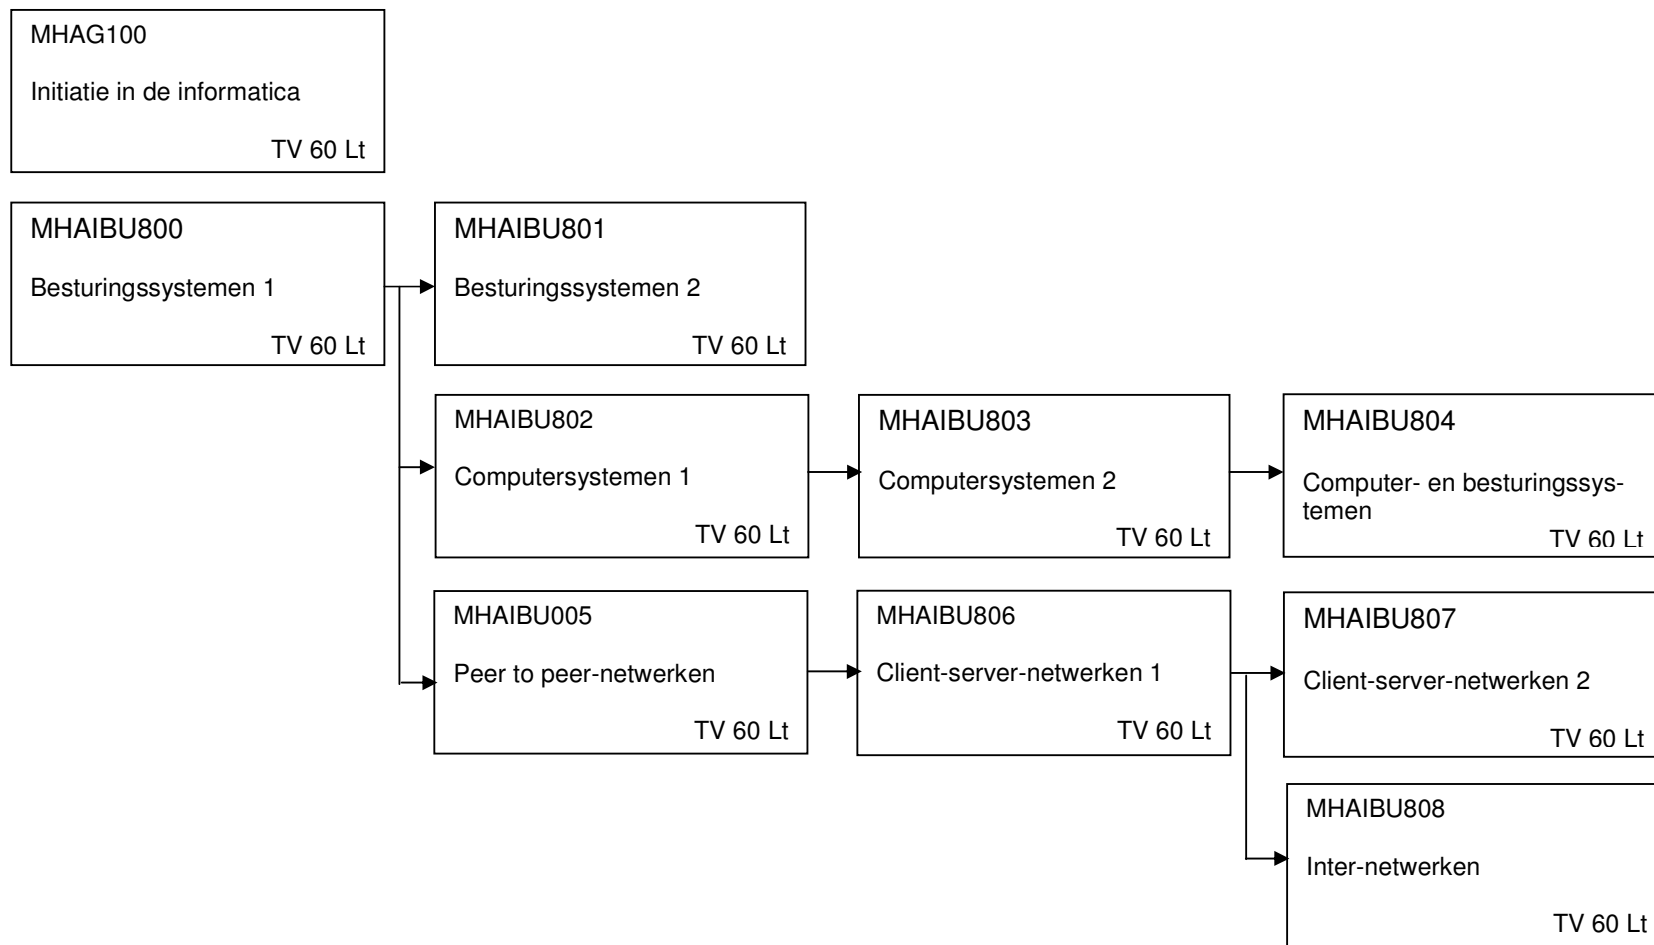 MHAG100
Initiatie in de informatica
TV 60 Lt
MHAIBU800
Besturingssystemen 1
TV 60 Lt
MHAIBU801
Besturingssystemen 2
TV 60 Lt
MHAIBU802
Computersystemen 1
TV 60 Lt
MHAIBU803
Computersystemen 2
TV 60 Lt
MHAIBU804
Computer- en besturingssys-
temen
TV 60 Lt
MHAIBU005
Peer to peer-netwerken
TV 60 Lt
MHAIBU806
Client-server-netwerken 1
TV 60 Lt
MHAIBU807
Client-server-netwerken 2
TV 60 Lt
MHAIBU808
Inter-netwerken
TV 60 Lt